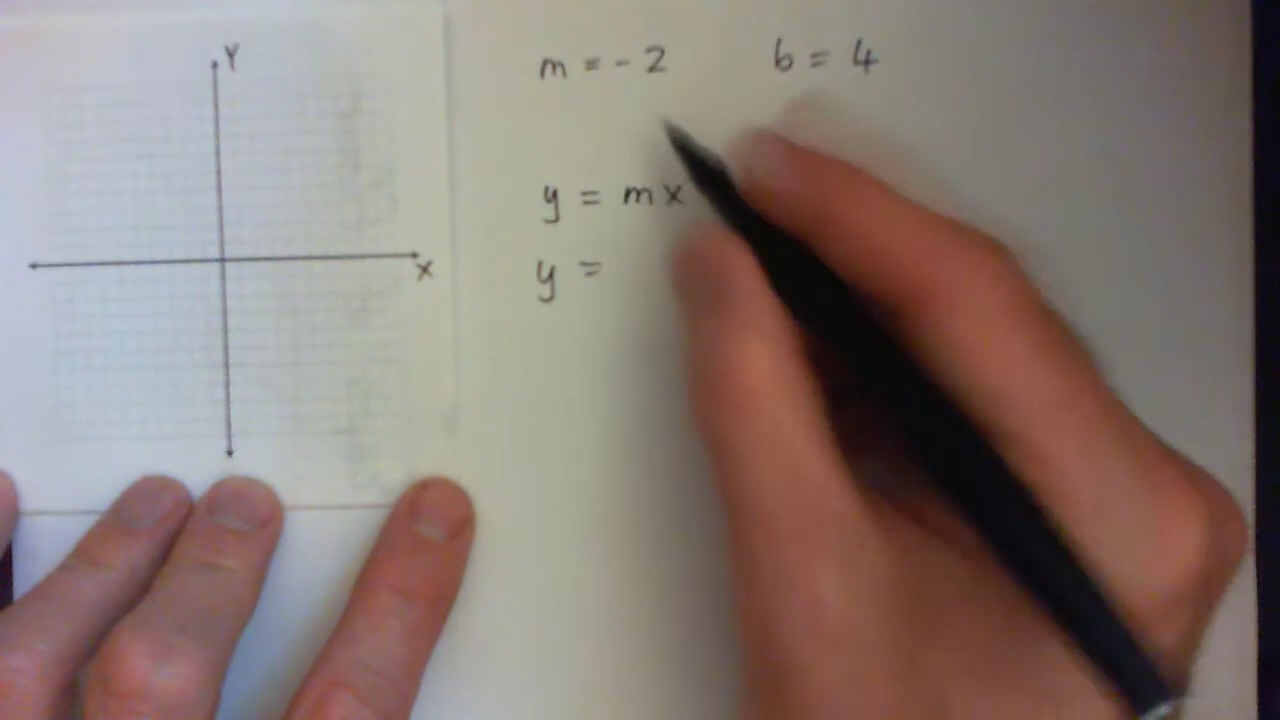 Y
X
m = -2 b = 4
y = mx
y =